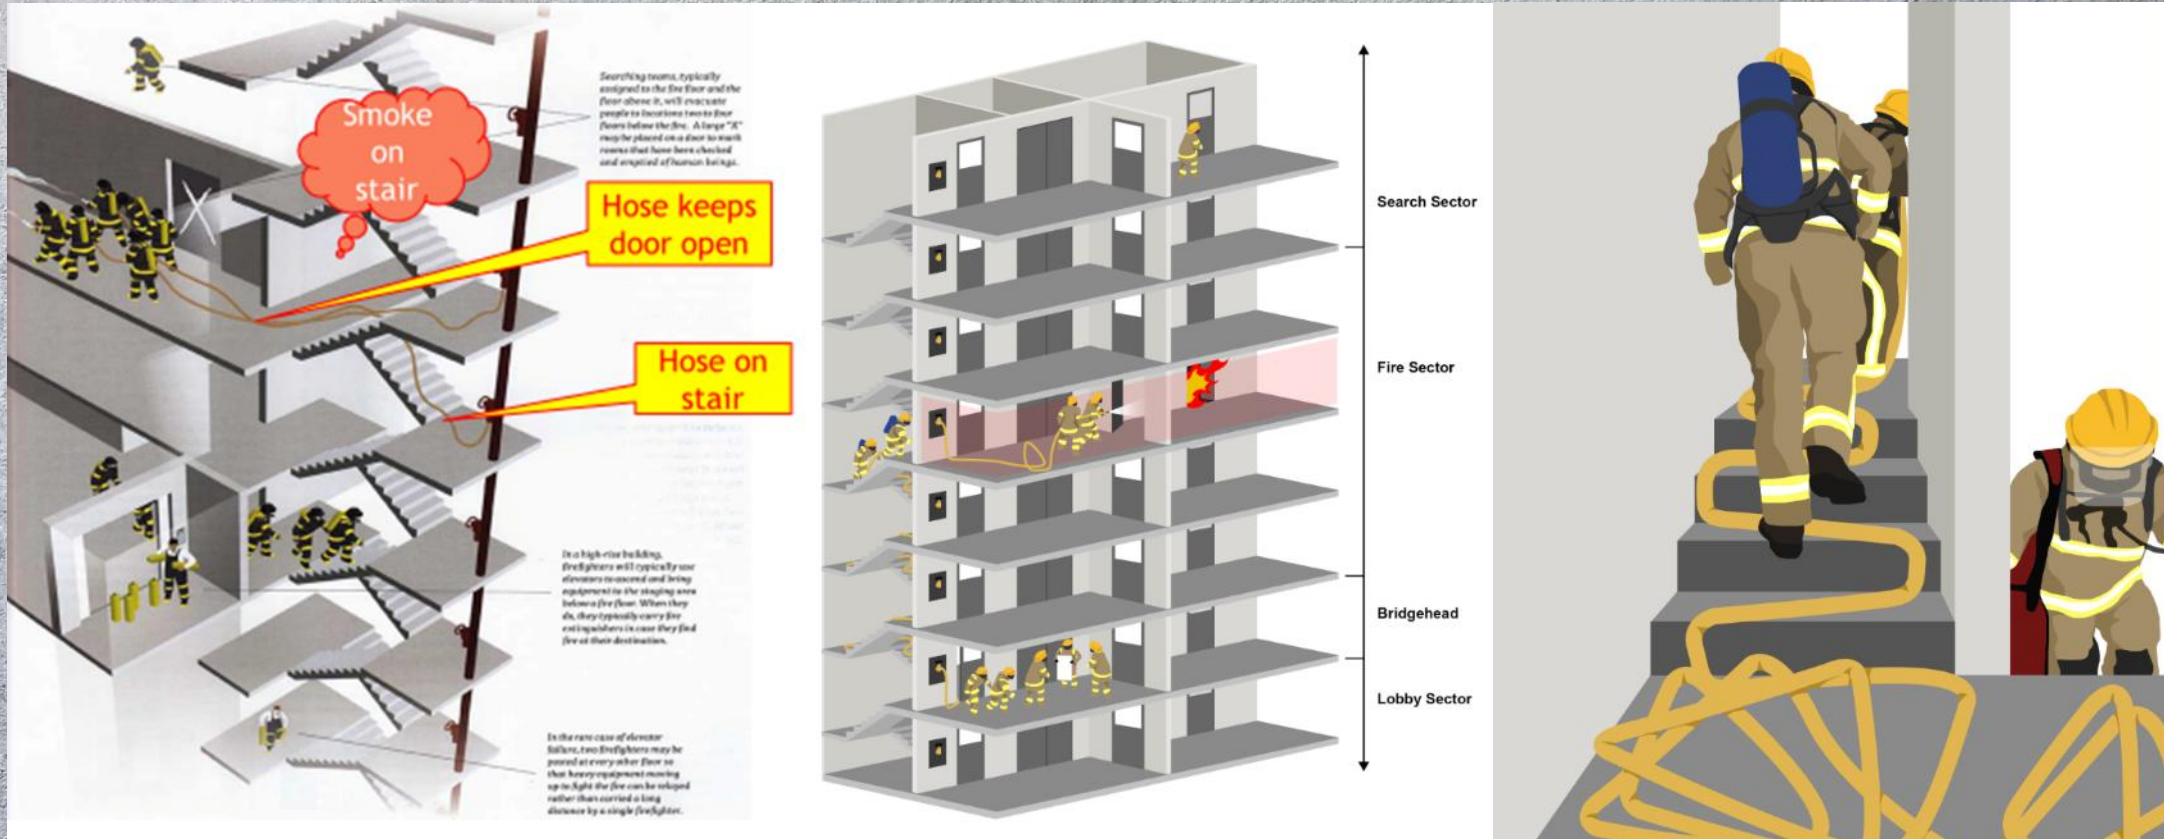 Searching teams, typically
assigned to the fire floor and the
floor above it, will evacuate
people to locations two to four
floors below the fire. A large "X"
may be placed on a door to mark
rooms that have been checked
and emptied of human beings.
Smoke
on
stair
Hose keeps
door open
Hose on
stair
In a high-rise building,
firefighters will typically use
elevators to ascend and bring
equipment to the staging area
below a fire floor. When they
do, they typically carry fire
extinguishers in case they find
fire at their destination.
In the rare case of elevator
failure, two firefighters may be
posted at every other floor so
that heavy equipment moving
up to fight the fire can be relayed
rather than carried a long
distance by a single firefighter.
Search Sector
Fire Sector
Bridgehead
Lobby Sector